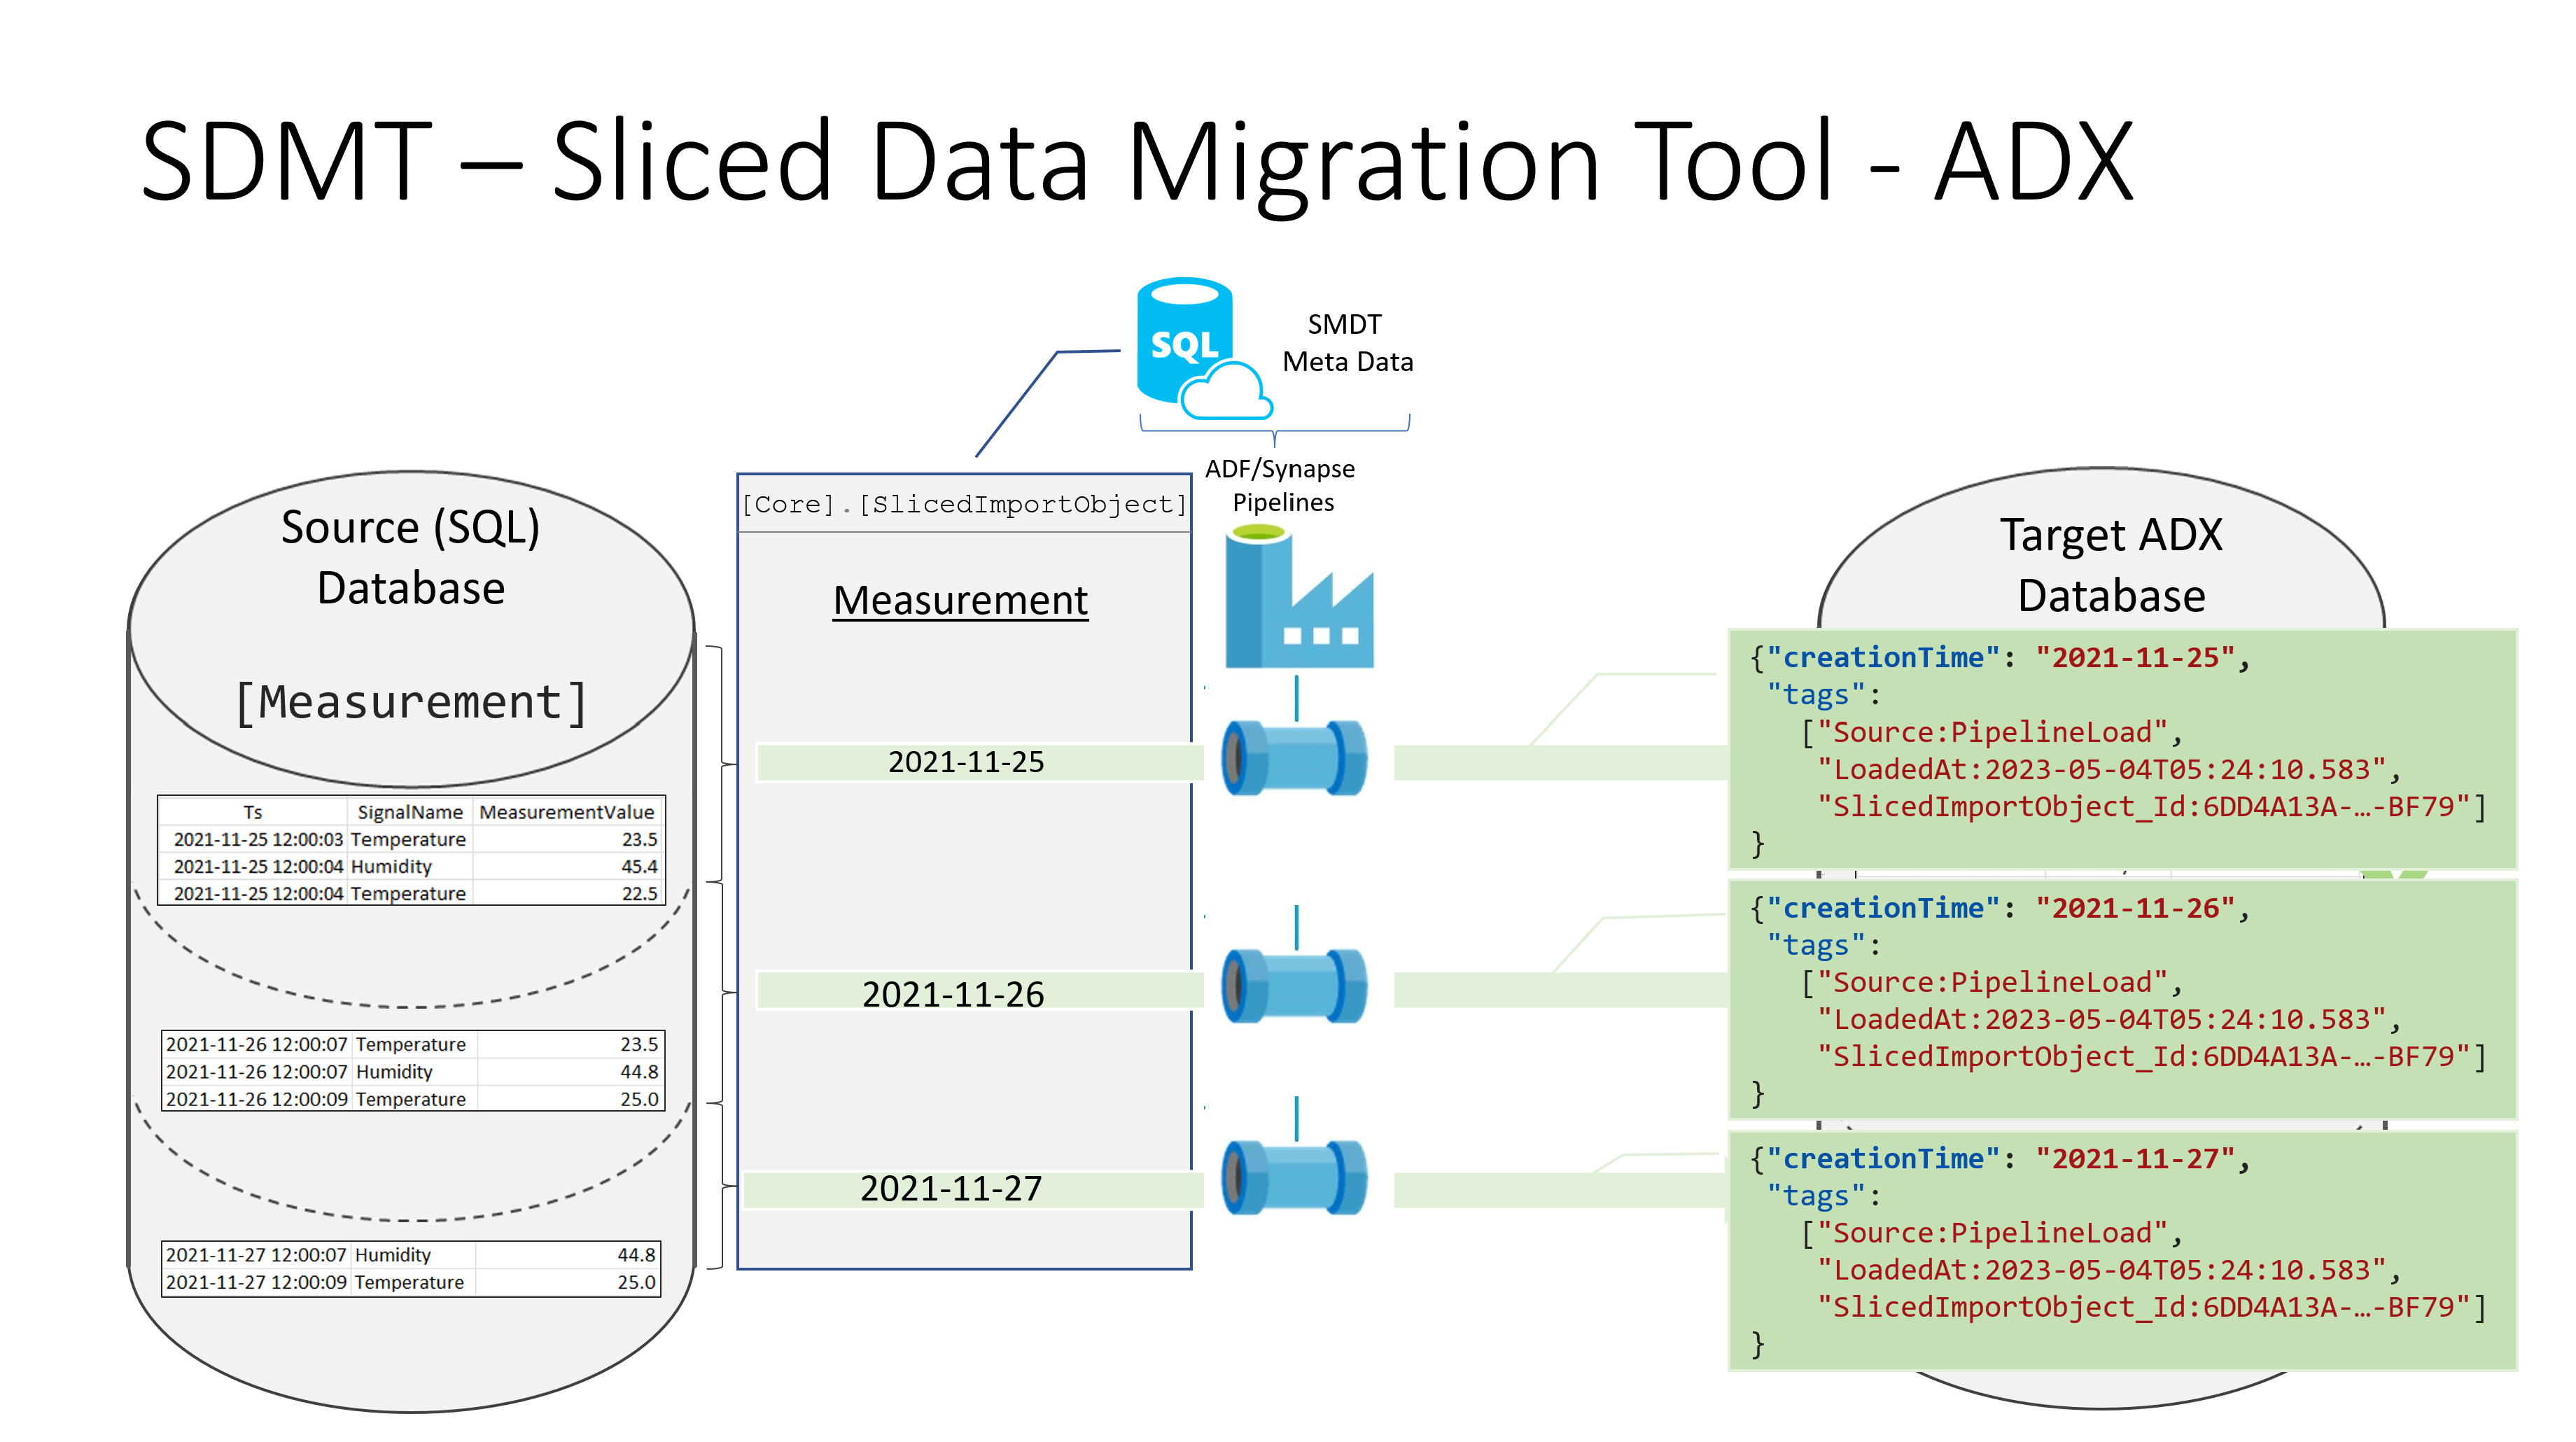 SDMT – Sliced Data Migration Tool - ADX
SQL
SMDT
Meta Data
ADF/Synapse
Pipelines
Source (SQL)
Database
[Measurement]
Ts SignalName MeasurementValue
2021-11-25 12:00:03 Temperature 23.5
2021-11-25 12:00:04 Humidity 45.4
2021-11-25 12:00:04 Temperature 22.5
2021-11-26 12:00:07 Temperature 23.5
2021-11-26 12:00:07 Humidity 44.8
2021-11-26 12:00:09 Temperature 25.0
2021-11-27 12:00:07 Humidity 44.8
2021-11-27 12:00:09 Temperature 25.0
[Core].[SlicedImportObject]
Measurement
2021-11-25
2021-11-26
2021-11-27
Target ADX
Database
{"creationTime": "2021-11-25",
"tags":
["Source:PipelineLoad",
"LoadedAt:2023-05-04T05:24:10.583",
"SlicedImportObject_Id:6DD4A13A-…-BF79"]
}
{"creationTime": "2021-11-26",
"tags":
["Source:PipelineLoad",
"LoadedAt:2023-05-04T05:24:10.583",
"SlicedImportObject_Id:6DD4A13A-…-BF79"]
}
{"creationTime": "2021-11-27",
"tags":
["Source:PipelineLoad",
"LoadedAt:2023-05-04T05:24:10.583",
"SlicedImportObject_Id:6DD4A13A-…-BF79"]
}